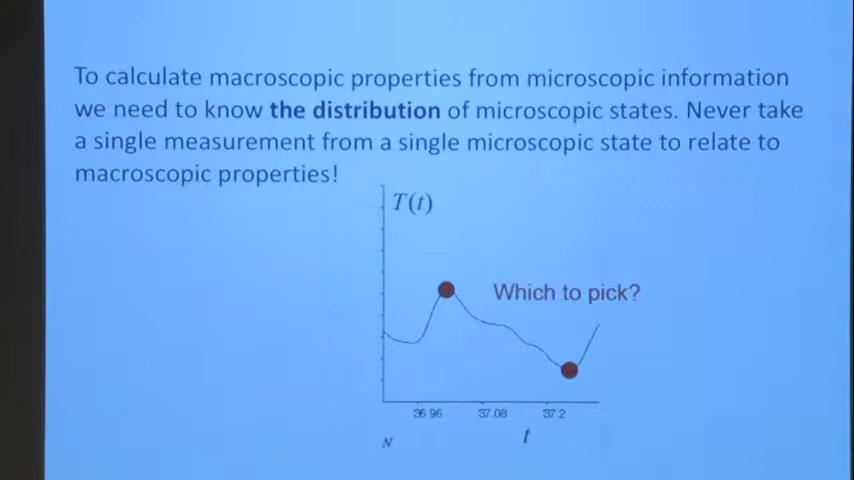 To calculate macroscopic properties from microscopic information
we need to know the distribution of microscopic states. Never take
a single measurement from a single microscopic state to relate to
macroscopic properties!
T(t)
Which to pick?
36.96 37.08 37.2
N
t